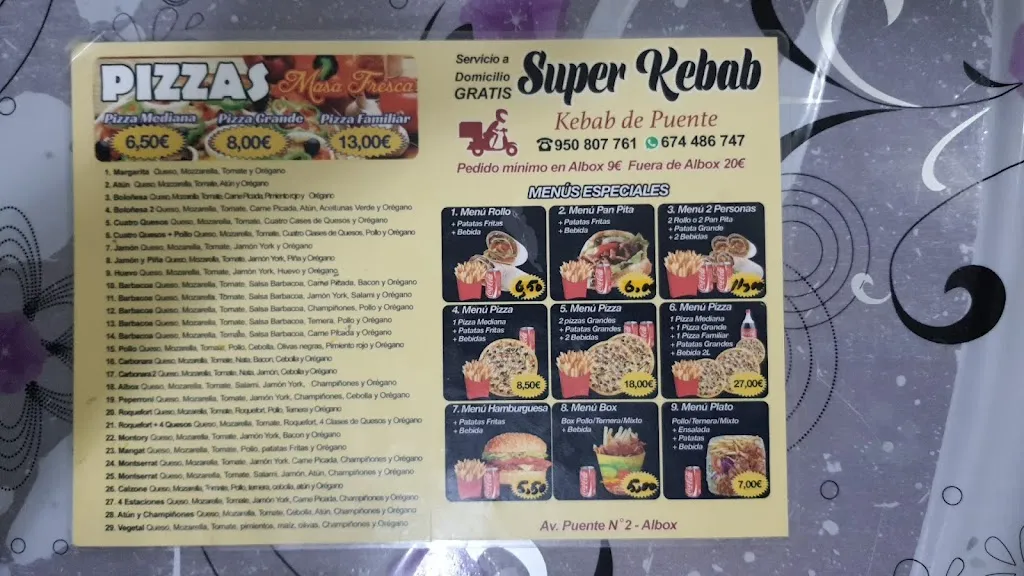 PIZZAS
Masa Fresca
Pizza Mediana Pizza Grande Pizza Familiar
6,50€ 8,00€ 13,00€
1. Margarita Queso, Mozzarella, Tomate y Orégano
2. Atún Queso, Mozzarella, Tomate, Atún y Orégano
3. Boloñesa Queso, Mozzarella, Tomate, Carne Picada, Pimiento rojo y Orégano
4. Boloñesa 2 Queso, Mozzarella, Tomate, Carne Picada, Atún, Aceitunas Verde y Orégano
5. Cuatro Quesos Queso, Mozzarella, Tomate, Cuatro Cases de Quesos y Orégano
6. Cuatro Quesos + Pollo Queso, Mozzarella, Tomate, Cuatro Clases de Quesos, Pollo y Orégano
7. Jamón Queso, Mozzarella, Tomate, Jamón York y Orégano
8. Jamón y Piña Queso, Mozzarella, Tomate, Jamón York, Piña y Orégano
9. Huevo Queso, Mozzarella, Tomate, Jamón York, Huevo y Orégano
10. Barbacoa Queso, Mozzarella, Tomate, Salsa Barbacoa, Carne Picada, Bacon y Orégano
11. Barbacoa Queso, Mozzarella, Tomate, Salsa Barbacoa, Jamón York, Salami y Orégano
12. Barbacoa Queso, Mozzarella, Tomate, Salsa Barbacoa, Champiñones, Pollo y Orégano
13. Barbacoa Queso, Mozzarella, Tomate, Salsa Barbacoa, Ternera, Pollo y Orégano
14. Barbacoa Queso, Mozzarella, Tomate, Salsa Barbacoa, Carne Picada y Orégano
15. Pollo Queso, Mozzarella, Tomate, Pollo, Cebolla, Olivas negras, Pimiento rojo y Orégano
16. Carbonara Queso, Mozzarella, Tomate, Nata, Bacon, Cebolla y Orégano
17. Carbonara 2 Queso, Mozzarella, Tomate, Nata, Jamón, Cebolla y Orégano
18. Albox Queso, Mozzarella, Tomate, Salami, Jamón York, Champiñones y Orégano
19. Peperroni Queso, Mozzarella, Tomate, Jamón York, Champiñones, Cebolla y Orégano
20. Roquefort Queso, Mozzarella, Tomate, Roquefort, Pollo, Ternera y Orégano
21. Roquefort + 4 Quesos Queso, Mozzarella, Tomate, Roquefort, 4 Clases de Quesos y Orégano
22. Montory Queso, Mozzarella, Tomate, Jamón York, Bacon y Orégano
23. Mangat Queso, Mozzarella, Tomate, Pollo, patatas Fritas y Orégano
24. Montserrat Queso, Mozzarella, Tomate, Jamón York, Carne Picada, Champiñones y Orégano
25. Montserrat Queso, Mozzarella, Tomate, Salami, Jamón, Atún, Champiñones y Orégano
26. Calzone Queso, Mozzarella, Tomate, Pollo, ternera, cebolla, atún y Orégano
27. 4 Estaciones Queso, Mozzarella, Tomate, Jamón York, Carne Picada, Champiñones y Orégano
28. Atún y Champiñones Queso, Mozzarella, Tomate, Cebolla, Atún, Champiñones y Orégano
29. Vegetal Queso, Mozzarella, Tomate, pimientos, maíz, olivas, Champiñones y Orégano
Servicio a
Domicilio
GRATIS
Super Kebab
Kebab de Puente
950 807 761 674 486 747
Pedido mínimo en Albox 9€ Fuera de Albox 20€
MENÚS ESPECIALES
1. Menú Rollo
+ Patatas Fritas
+ Bebida
6,50
2. Menú Pan Pita
+ Patatas Fritas
+ Bebida
6,00
3. Menú 2 Personas
2 Rollo o 2 Pan Pita
+ Patata Grande
+ 2 Bebidas
4. Menú Pizza
1 Pizza Mediana
+ Patatas Fritas
+ Bebidas
8,50€
5. Menú Pizza
2 pizzas Grandes
+ Patatas Grandes
+ 2 Bebidas
18,00€
6. Menú Pizza
1 Pizza Mediana
+ 1 Pizza Grande
+ 1 Pizza Familiar
+ Patatas Grandes
+ Bebida 2L
27,00€
7. Menú Hamburguesa
+ Patatas Fritas
+ Bebida
5,50
8. Menú Box
Box Pollo/Ternera/Mixto
+ Bebida
5,00€
9. Menú Plato
Pollo/Ternera/Mixto
+ Ensalada
+ Patatas
+ Bebida
7,00€
Av. Puente Nº 2 - Albox